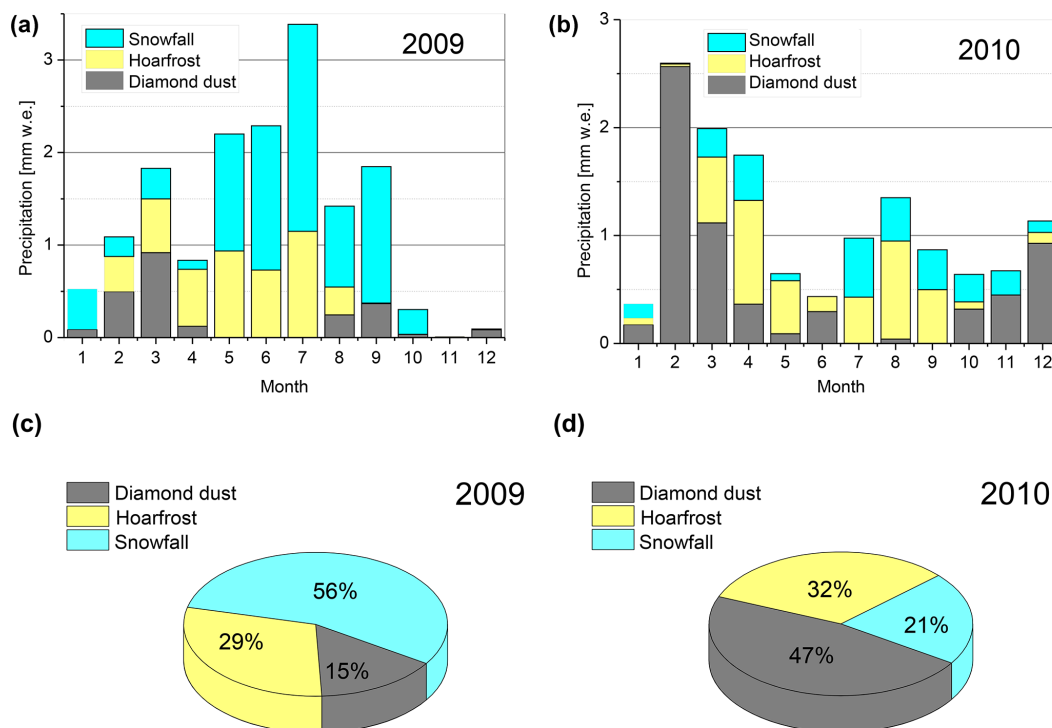 (a)
Snowfall
Hoarfrost
Diamond dust
2009
Precipitation [mm w.e.]
3
2
1
0
1 2 3 4 5 6 7 8 9 10 11 12
Month
(b)
Snowfall
Hoarfrost
Diamond dust
2010
Precipitation [mm w.e.]
3
2
1
0
1 2 3 4 5 6 7 8 9 10 11 12
Month
(c)
Diamond dust
Hoarfrost
Snowfall
2009
56%
29%
15%
(d)
Diamond dust
Hoarfrost
Snowfall
2010
32%
21%
47%